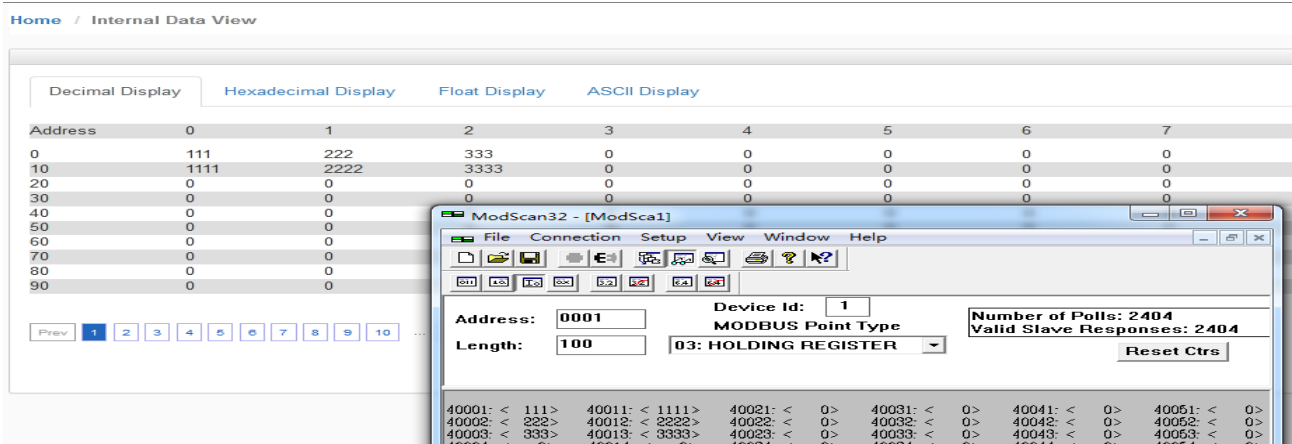 Home / Internal Data View
Decimal Display Hexadecimal Display Float Display ASCII Display
Address 0 1 2 3 4 5 6 7
0 111 222 333 0 0 0 0 0
10 1111 2222 3333 0 0 0 0 0
20 0 0 0 0 0 0 0 0
30 0 0 0 0 0 0 0 0
40 0 0
50 0 0
60 0 0
70 0 0
80 0 0
90 0 0
Prev 1 2 3 4 5 6 7 8 9 10 ...
ModScan32 - [ModSca1]
File Connection Setup View Window Help
Address: 0001
Device Id: 1
MODBUS Point Type
Length: 100
03: HOLDING REGISTER
Number of Polls: 2404
Valid Slave Responses: 2404
Reset Ctrs
40001: < 111> 40011: < 1111> 40021: < 0> 40031: < 0> 40041: < 0> 40051: < 0>
40002: < 222> 40012: < 2222> 40022: < 0> 40032: < 0> 40042: < 0> 40052: < 0>
40003: < 333> 40013: < 3333> 40023: < 0> 40033: < 0> 40043: < 0> 40053: < 0>